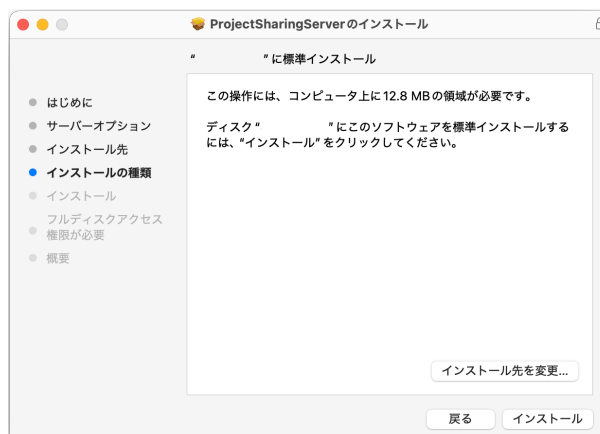 ProjectSharingServerのインストール
“ ”に標準インストール
はじめに
サーバーオプション
インストール先
インストールの種類
インストール
フルディスクアクセス
権限が必要
概要
この操作には、コンピュータ上に12.8 MBの領域が必要です。
ディスク“ ”にこのソフトウェアを標準インストールする
には、“インストール”をクリックしてください。
インストール先を変更...
戻る
インストール